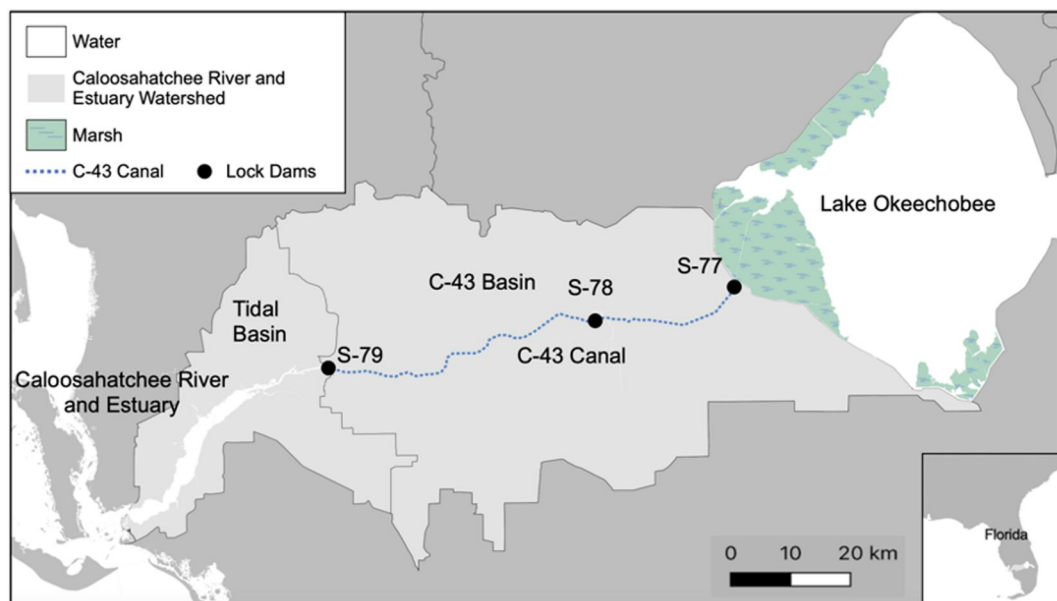 Water
Caloosahatchee River and
Estuary Watershed
Marsh
C-43 Canal
Lock Dams
Lake Okeechobee
S-77
C-43 Basin
S-78
Tidal
Basin
S-79
C-43 Canal
Caloosahatchee River
and Estuary
Florida
0 10 20 km